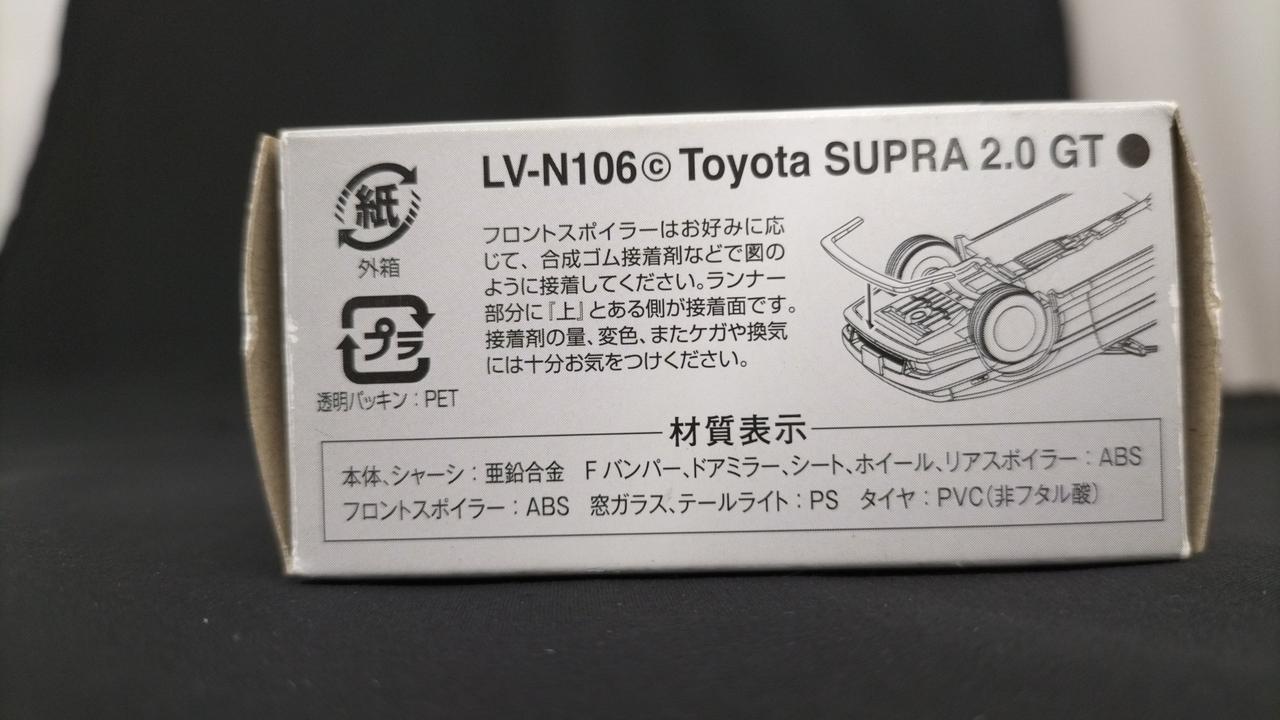 LV-N106ⓒ Toyota SUPRA 2.0 GT ●
紙
外箱
プラ
透明パッキン：PET
フロントスポイラーはお好みに応
じて、合成ゴム接着剤などで図の
ように接着してください。ランナー
部分に『上』とある側が接着面です。
接着剤の量、変色、またケガや換気
には十分お気をつけください。
材質表示
本体、シャーシ：亜鉛合金　F バンパー、ドアミラー、シート、ホイール、リアスポイラー：ABS
フロントスポイラー：ABS　窓ガラス、テールライト：PS　タイヤ：PVC（非フタル酸）